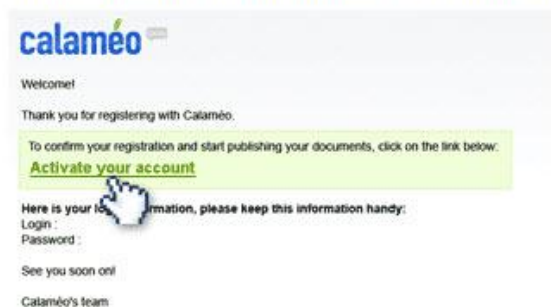 calaméo
Welcome!
Thank you for registering with Calaméo.
To confirm your registration and start publishing your documents, click on the link below:
Activate your account
Here is your information, please keep this information handy:
Login :
Password :
See you soon on!
Calaméo's team